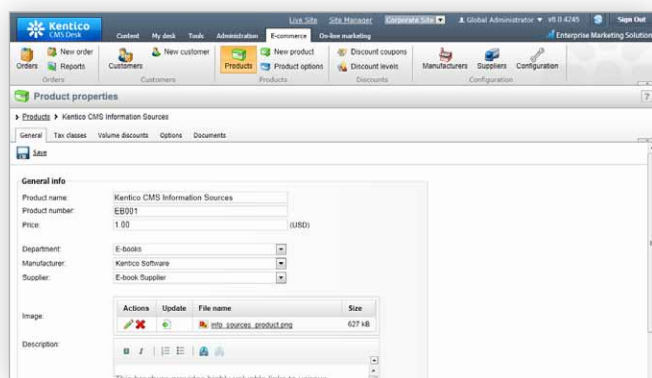 Kentico
CMS Desk
Live Site Site Manager Corporate Site Global Administrator v6.0.4245 Sign Out
Content My desk Tools Administration E-commerce On-line marketing Enterprise Marketing Solution
Orders New order Reports Customers New customer Products New product Product options Discount coupons Discount levels Manufacturers Suppliers Configuration
Orders Customers Products Discounts Configuration
Product properties ?
Products Kentico CMS Information Sources
General Tax classes Volume discounts Options Documents
Save
General info
Product name: Kentico CMS Information Sources
Product number: EB001
Price: 1.00 (USD)
Department: E-books
Manufacturer: Kentico Software
Supplier: E-book Supplier
Actions Update File name Size
Image: info_sources_product.png 627 kB
Description:
B I